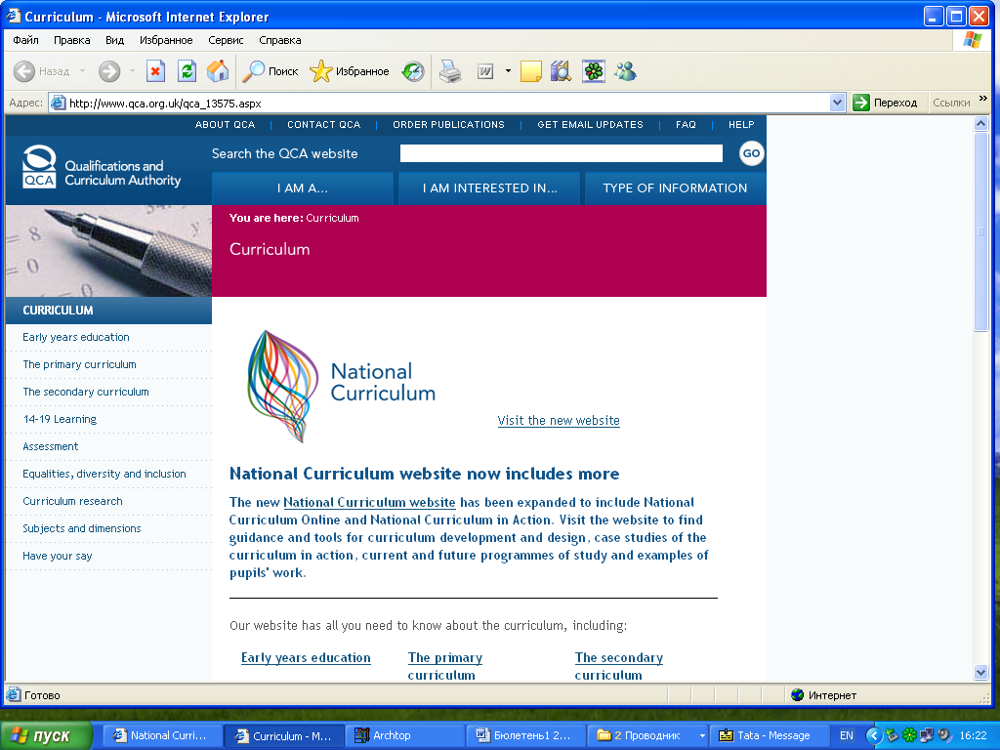 Curriculum - Microsoft Internet Explorer
Файл Правка Вид Избранное Сервис Справка
Назад Поиск Избранное
Адрес: http://www.qca.org.uk/qca_13575.aspx Переход Ссылки »
ABOUT QCA | CONTACT QCA | ORDER PUBLICATIONS | GET EMAIL UPDATES | FAQ | HELP
Search the QCA website GO
QCA Qualifications and
Curriculum Authority
I AM A... I AM INTERESTED IN... TYPE OF INFORMATION
You are here: Curriculum
Curriculum
CURRICULUM
Early years education
The primary curriculum
The secondary curriculum
14-19 Learning
Assessment
Equalities, diversity and inclusion
Curriculum research
Subjects and dimensions
Have your say
National
Curriculum
Visit the new website
National Curriculum website now includes more
The new National Curriculum website has been expanded to include National
Curriculum Online and National Curriculum in Action. Visit the website to find
guidance and tools for curriculum development and design, case studies of the
curriculum in action, current and future programmes of study and examples of
pupils' work.
Our website has all you need to know about the curriculum, including:
Early years education The primary The secondary
curriculum curriculum
Готово Интернет
пуск National Curri... Curriculum - M... Archtop Бюлетень1 2... 2 Проводник Tata - Message EN 16:22